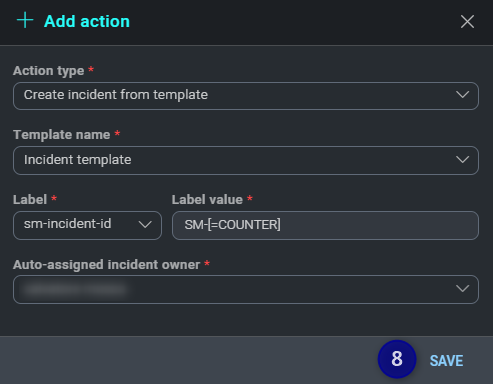 Add action
Action type *
Create incident from template
Template name *
Incident template
Label * Label value *
sm-incident-id SM-[=COUNTER]
Auto-assigned incident owner *
8 SAVE